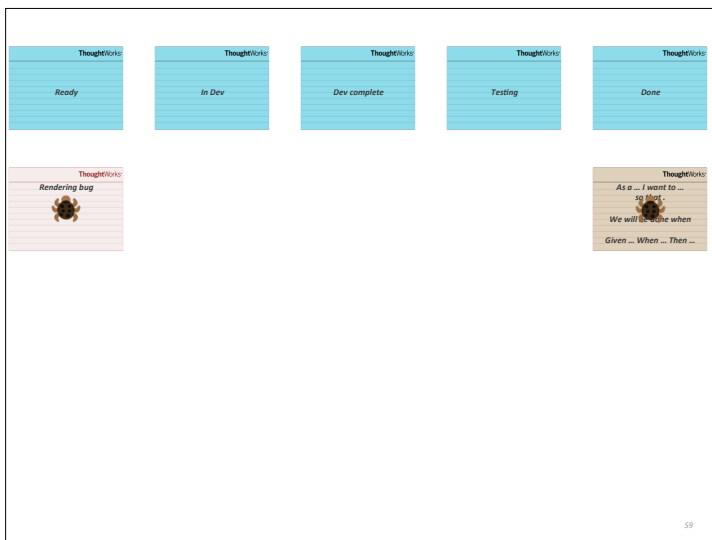 ThoughtWorks
ThoughtWorks
ThoughtWorks
ThoughtWorks
ThoughtWorks
Ready
In Dev
Dev complete
Testing
Done
ThoughtWorks
Rendering bug
ThoughtWorks
As a … I want to …
.
We will when
Given … When … Then …
59